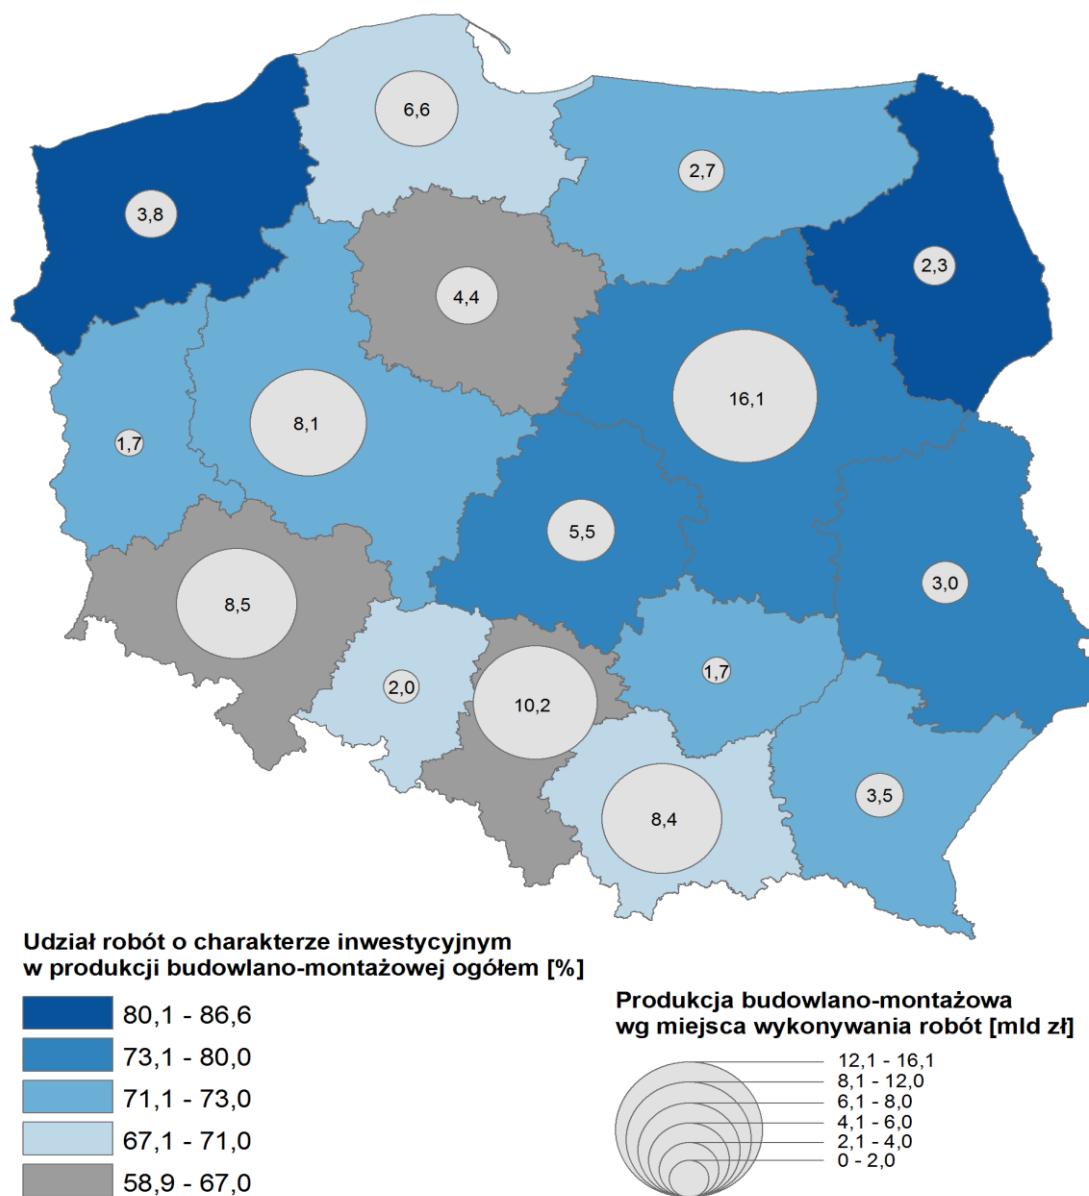 6,6
2,7
3,8
2,3
4,4
16,1
8,1
1,7
5,5
3,0
8,5
1,7
2,0
10,2
3,5
8,4
Udział robót o charakterze inwestycyjnym
w produkcji budowlano-montażowej ogółem [%]
80,1 - 86,6
73,1 - 80,0
71,1 - 73,0
67,1 - 71,0
58,9 - 67,0
Produkcja budowlano-montażowa
wg miejsca wykonywania robót [mld zł]
12,1 - 16,1
8,1 - 12,0
6,1 - 8,0
4,1 - 6,0
2,1 - 4,0
0 - 2,0